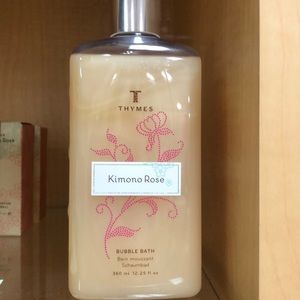 THYMES
Kimono Rose
BUBBLE BATH
Bain moussant
Schaumbad
360 ml 12.25 fl oz